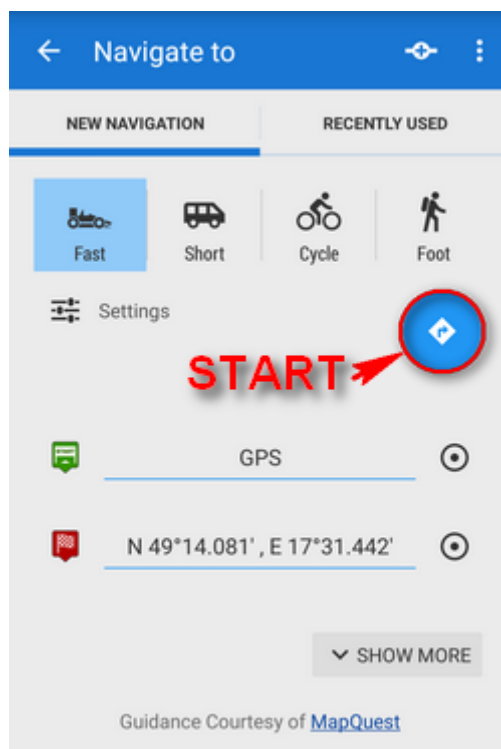 Navigate to
NEW NAVIGATION RECENTLY USED
Fast Short Cycle Foot
Settings
START
GPS
N 49°14.081' , E 17°31.442'
SHOW MORE
Guidance Courtesy of MapQuest